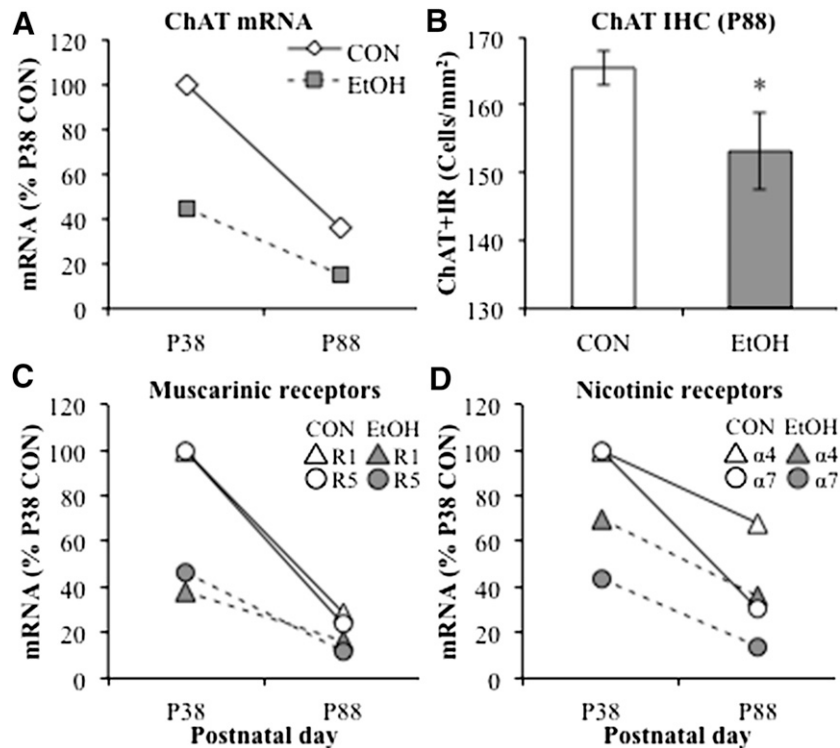 A
ChAT mRNA
mRNA (% P38 CON)
120
100
80
60
40
20
0
CON
EtOH
P38
P88
B
ChAT IHC (P88)
ChAT+IR (Cells/mm²)
170
160
150
140
130
*
CON
EtOH
C
Muscarinic receptors
mRNA (% P38 CON)
120
100
80
60
40
20
0
CON EtOH
R1 R1
R5 R5
P38
P88
Postnatal day
D
Nicotinic receptors
mRNA (% P38 CON)
120
100
80
60
40
20
0
CON EtOH
α4 α4
α7 α7
P38
P88
Postnatal day